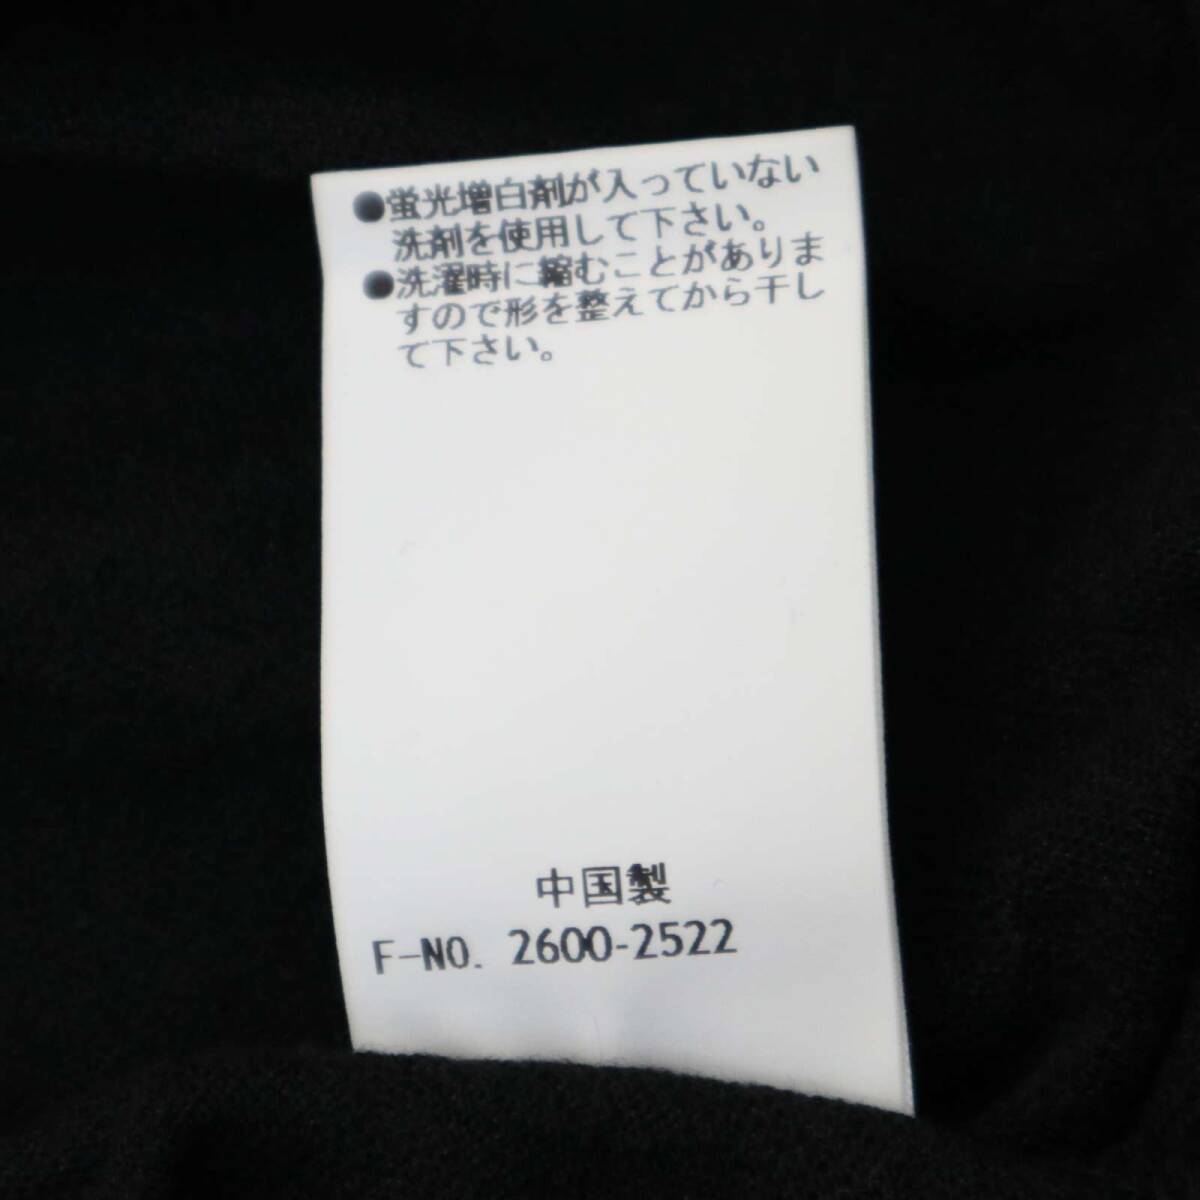 ●蛍光増白剤が入っていない
洗剤を使用して下さい。
●洗濯時に縮むことがありま
すので形を整えてから干し
て下さい。
中国製
F-NO. 2600-2522